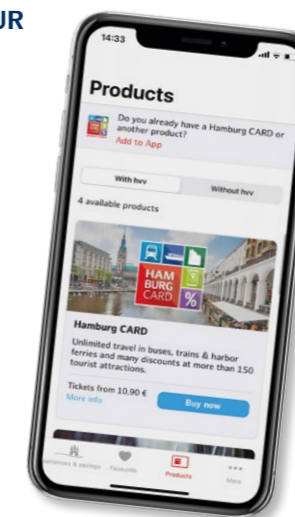 UR
14:33
Products
Do you already have a Hamburg CARD or
another product?
Add to App
With hvv
Without hvv
4 available products
HAM
BURG
CARD
%
Hamburg CARD
Unlimited travel in buses, trains & harbor
ferries and many discounts at more than 150
tourist attractions.
Tickets from 10,90 €
More info
Buy now
& savings
Favourite
Products
More